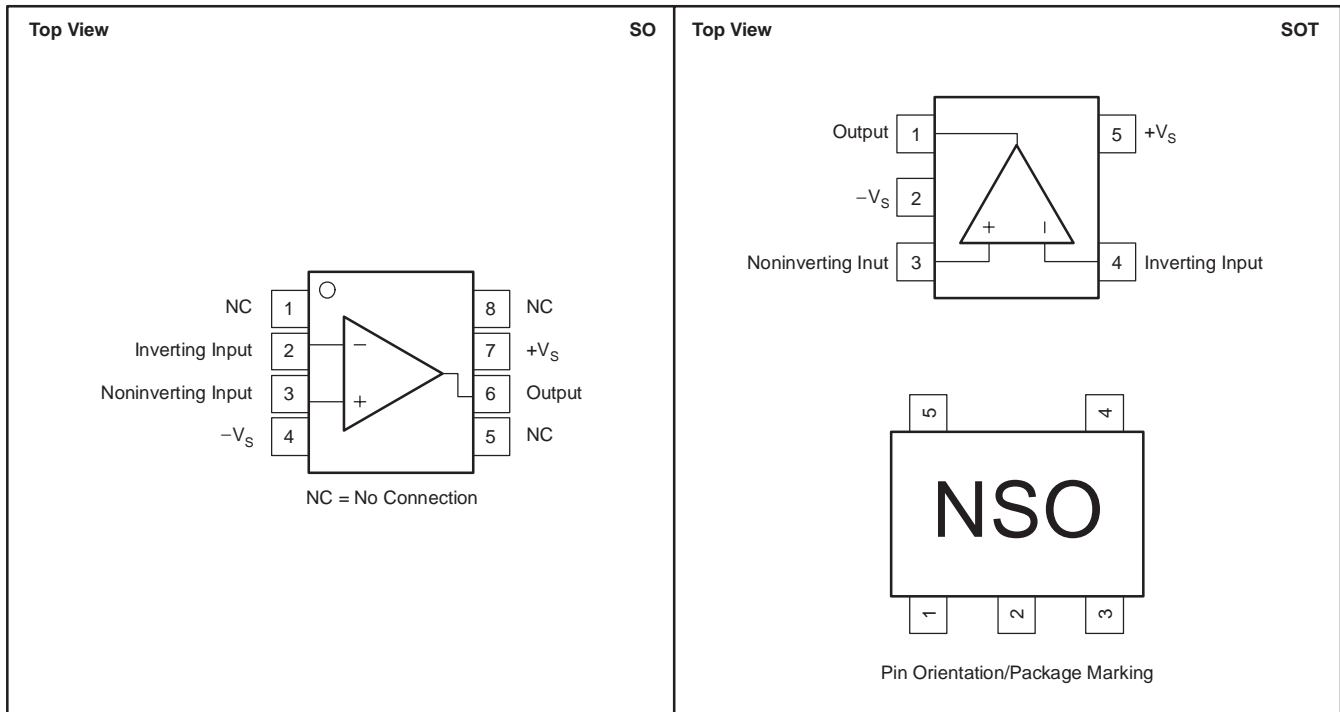 Top View
SO
NC 1
8 NC
Inverting Input 2
−
7 +VS
Noninverting Input 3
+
6 Output
−VS 4
5 NC
NC = No Connection
Top View
SOT
Output 1
5 +VS
−VS 2
+ −
Noninverting Inut 3
4 Inverting Input
5
4
NSO
1
2
3
Pin Orientation/Package Marking